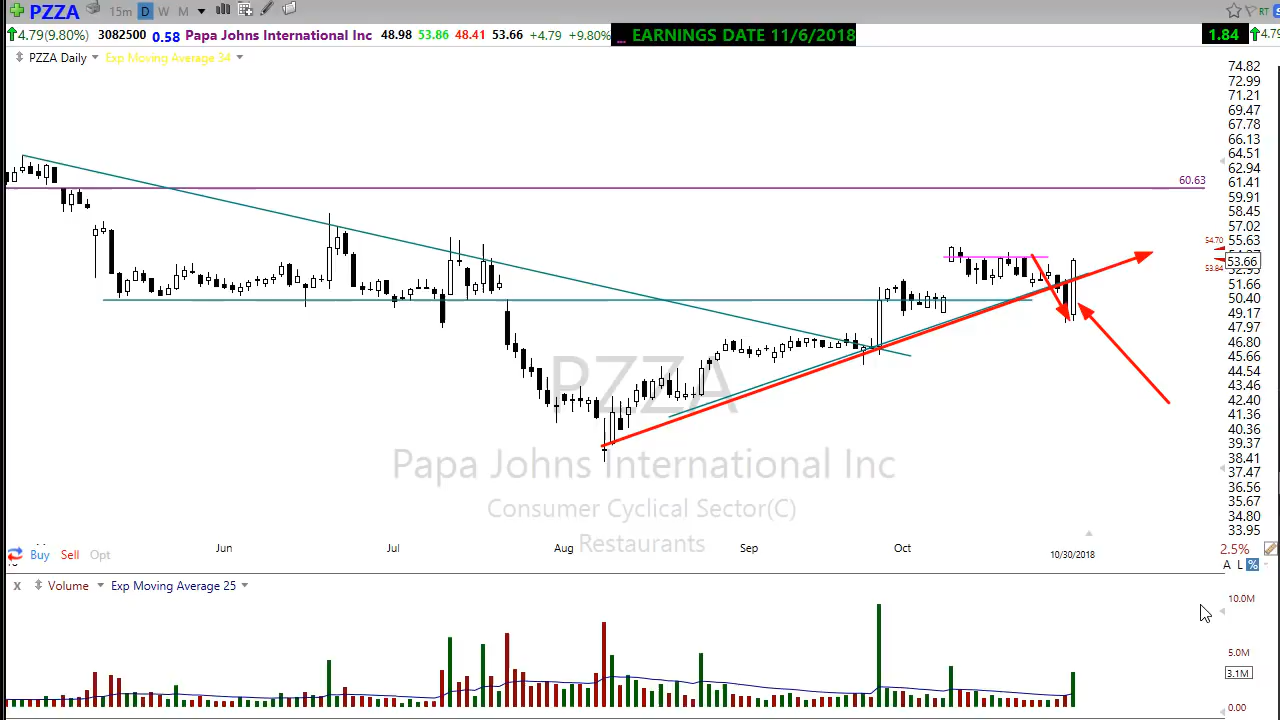 PZZA 15m D W M RT
4.79(9.80%) 3082500 0.58 Papa Johns International Inc 48.98 53.86 48.41 53.66 +4.79 +9.80% EARNINGS DATE 11/6/2018 1.84 4.79
PZZA Daily Exp Moving Average 34
74.82
72.99
71.21
69.47
67.78
66.13
64.51
62.94
60.63
61.41
59.91
58.45
57.02
54.70
55.63
53.66
53.84
51.66
50.40
49.17
47.97
46.80
45.66
PZZA
44.54
43.46
42.40
41.36
40.36
39.37
Papa Johns International Inc
38.41
37.47
36.56
Consumer Cyclical Sector(C)
35.67
34.80
33.95
Restaurants
Jun Jul Aug Sep Oct 10/30/2018
Buy Sell Opt 2.5%
A L %
X Volume Exp Moving Average 25
10.0M
5.0M
3.1M
0.00